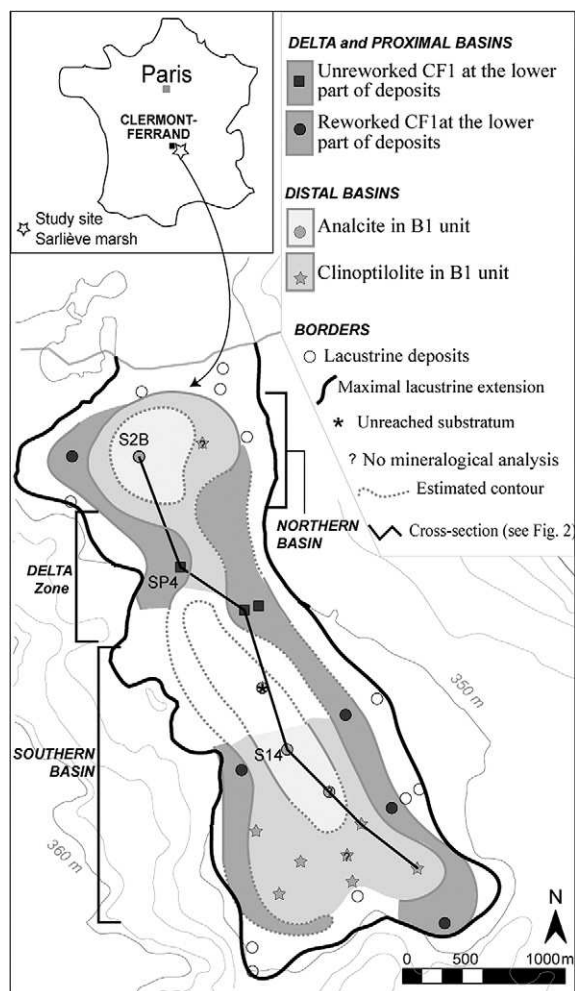 Paris
CLERMONT-
FERRAND
Study site
Sarliève marsh
DELTA and PROXIMAL BASINS
Unreworked CF1 at the lower
part of deposits
Reworked CF1at the lower
part of deposits
DISTAL BASINS
Analcite in B1 unit
Clinoptilolite in B1 unit
BORDERS
Lacustrine deposits
Maximal lacustrine extension
Unreached substratum
? No mineralogical analysis
Estimated contour
Cross-section (see Fig. 2)
S2B
?
NORTHERN
BASIN
DELTA
Zone
SP4
350 m
SOUTHERN
BASIN
S14
?
?
360 m
N
0 500 1000m